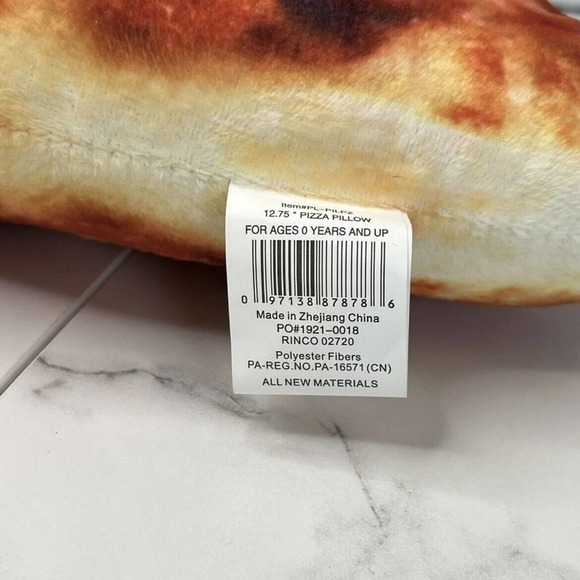 Item#PL-PILPZ
12.75 " PIZZA PILLOW
FOR AGES 0 YEARS AND UP
0 97138 87878 6
Made in Zhejiang China
PO#1921-0018
RINCO 02720
Polyester Fibers
PA-REG.NO.PA-16571 (CN)
ALL NEW MATERIALS